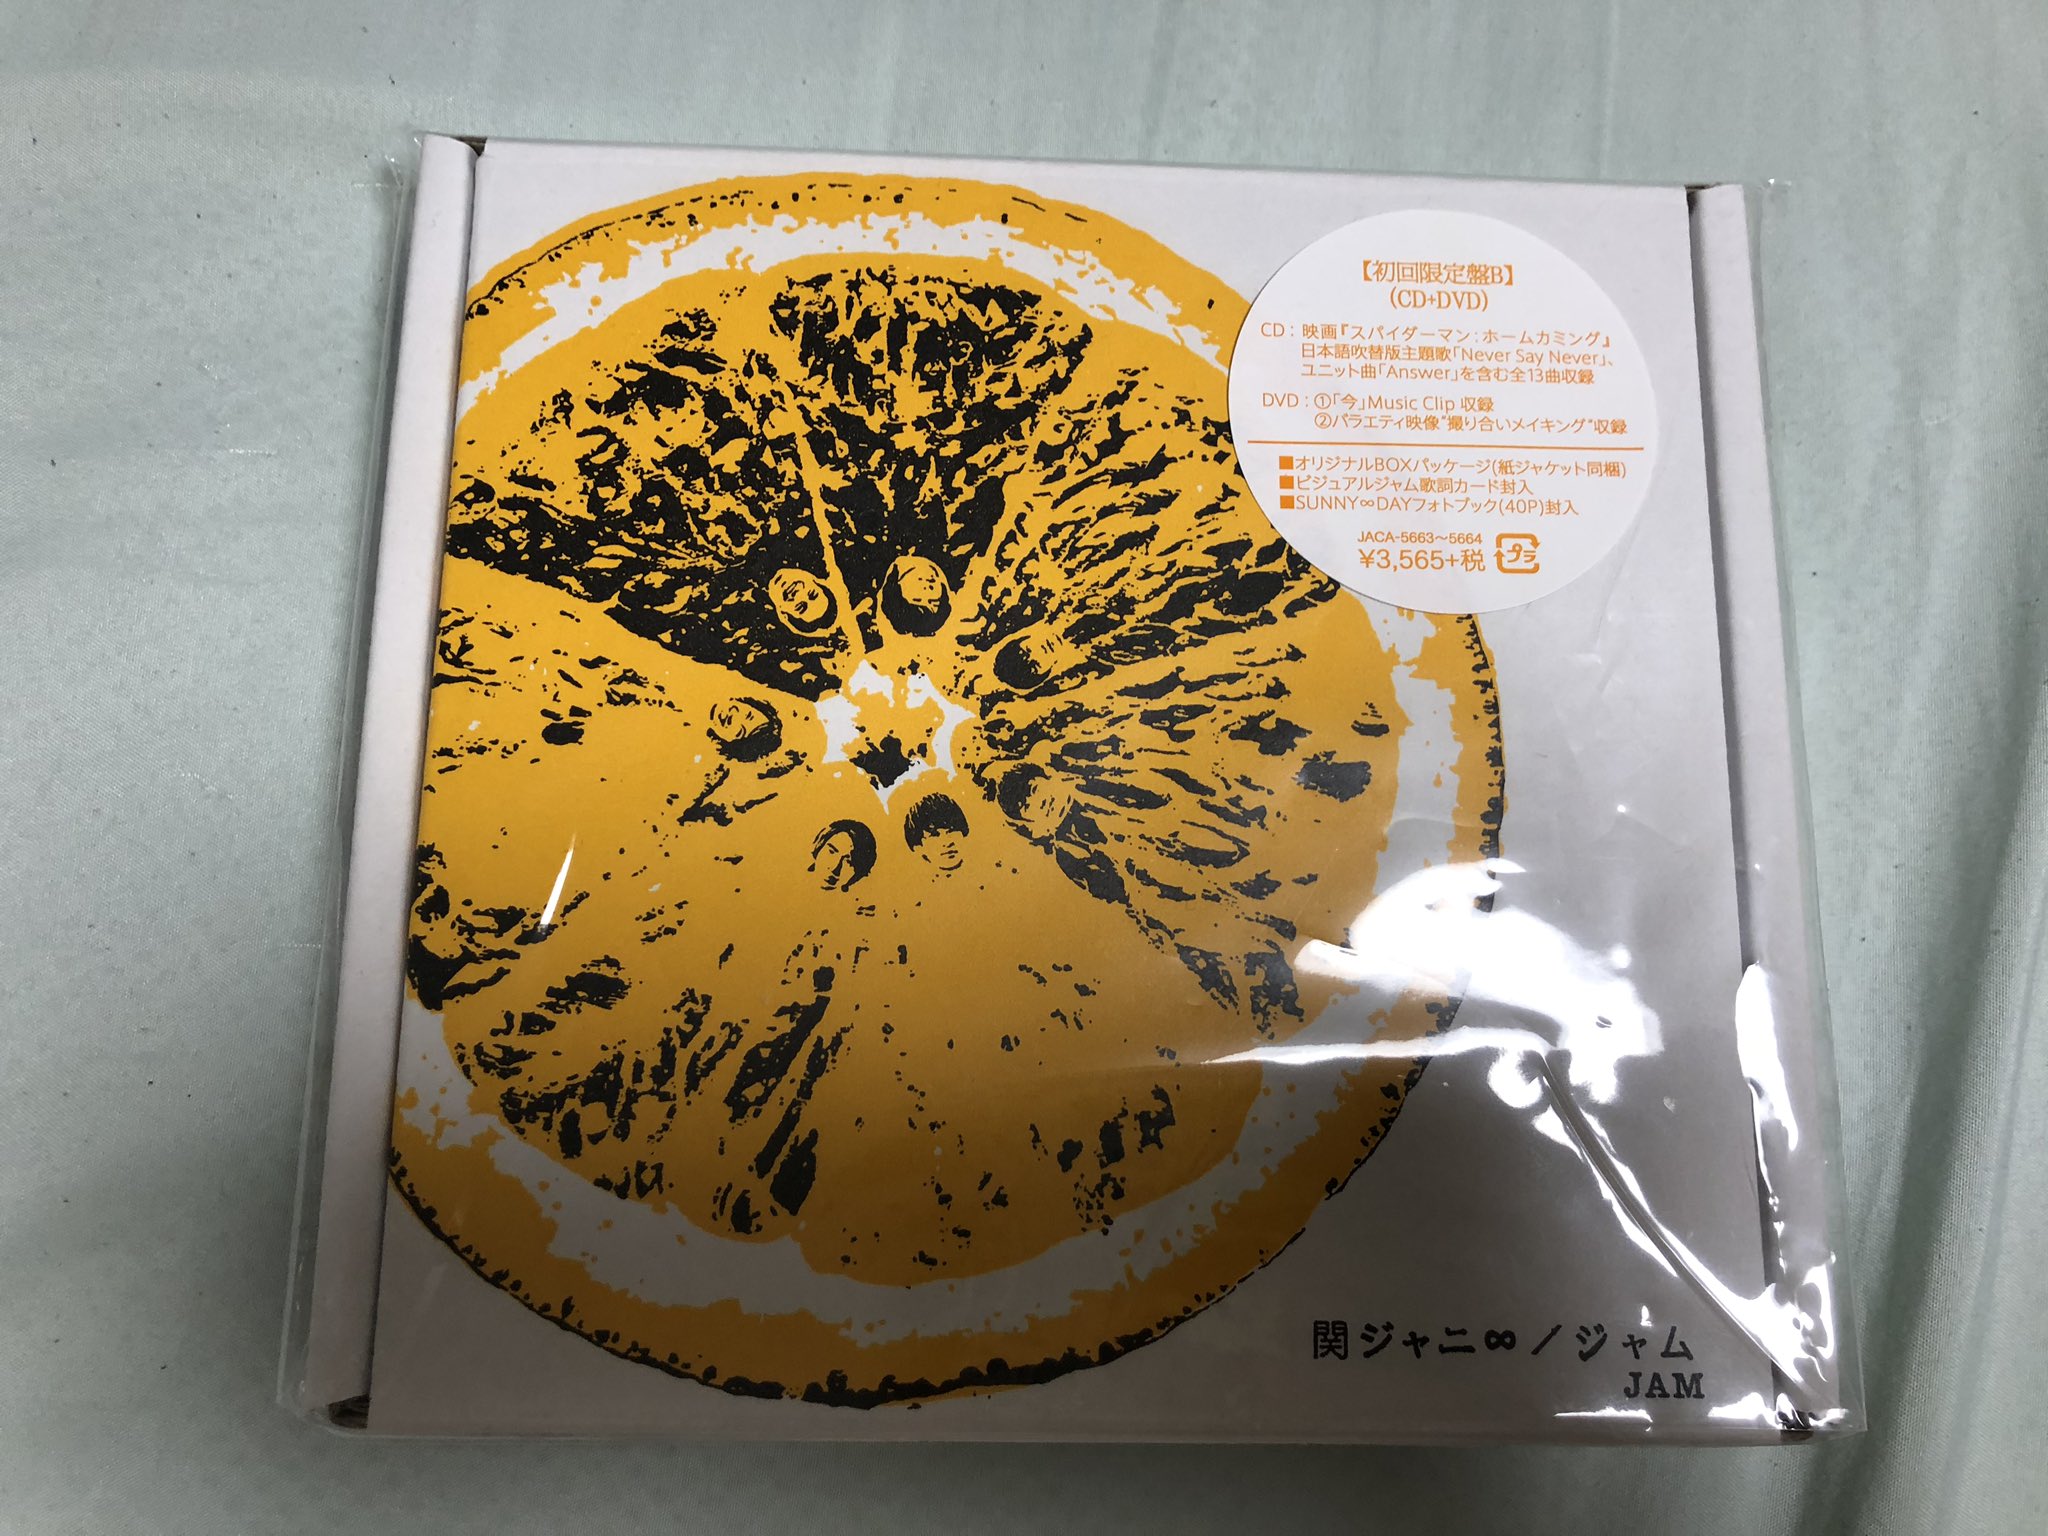 【初回限定盤B】
(CD+DVD)
CD : 映画『スパイダーマン：ホームカミング』
日本語吹替版主題歌「Never Say Never」、
ユニット曲「Answer」を含む全13曲収録
DVD : ①「今」Music Clip 収録
②バラエティ映像"撮り合いメイキング"収録
■オリジナルBOXパッケージ(紙ジャケット同梱)
■ビジュアルジャム歌詞カード封入
■SUNNY∞DAYフォトブック(40P)封入
JACA-5663〜5664
¥3,565+税 プラ
関ジャニ∞／ジャム
JAM